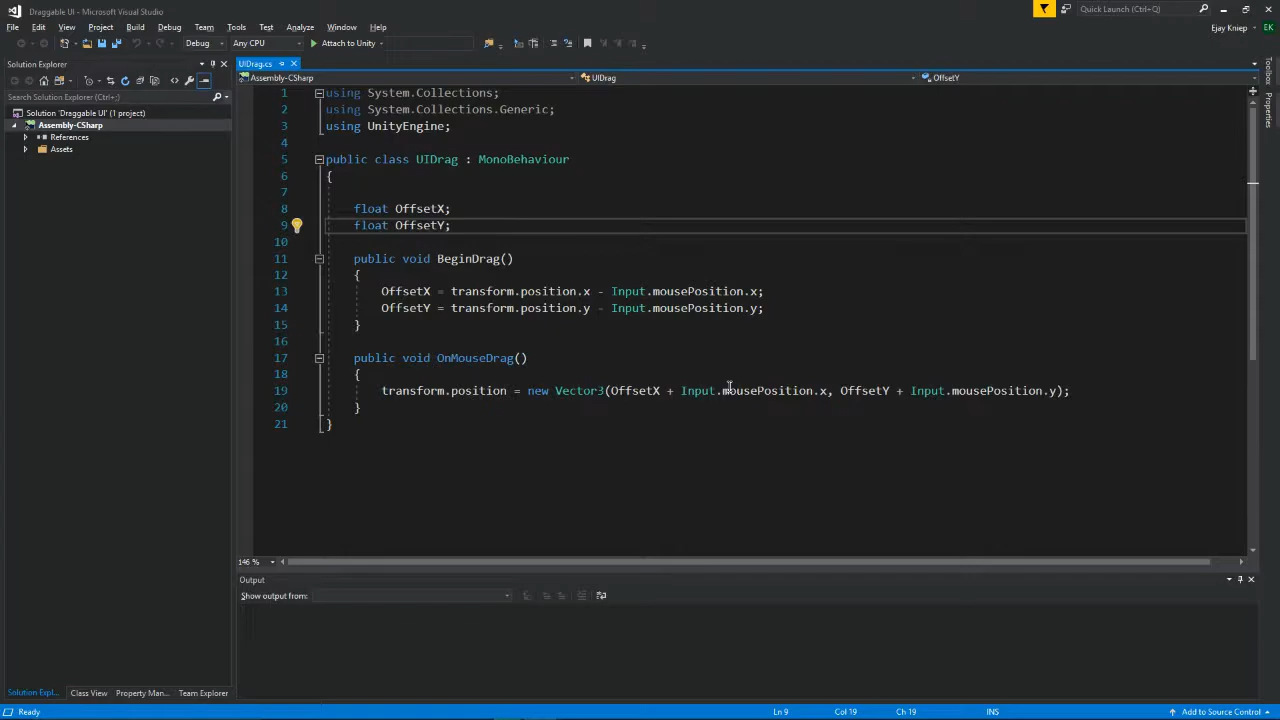 Draggable UI - Microsoft Visual Studio
Quick Launch (Ctrl+Q)
File Edit View Project Build Debug Team Tools Test Analyze Window Help
Ejay Kniep
EK
Debug Any CPU Attach to Unity
Solution Explorer
Search Solution Explorer (Ctrl+;)
Solution 'Draggable UI' (1 project)
Assembly-CSharp
References
Assets
UIDrag.cs
Assembly-CSharp UIDrag OffsetY
1 using System.Collections;
2 using System.Collections.Generic;
3 using UnityEngine;
4
5 public class UIDrag : MonoBehaviour
6 {
7
8 float OffsetX;
9 float OffsetY;
10
11 public void BeginDrag()
12 {
13 OffsetX = transform.position.x - Input.mousePosition.x;
14 OffsetY = transform.position.y - Input.mousePosition.y;
15 }
16
17 public void OnMouseDrag()
18 {
19 transform.position = new Vector3(OffsetX + Input.mousePosition.x, OffsetY + Input.mousePosition.y);
20 }
21 }
146 %
Output
Show output from:
Solution Expl... Class View Property Man... Team Explorer
Toolbox
Properties
Ready Ln 9 Col 19 Ch 19 INS Add to Source Control